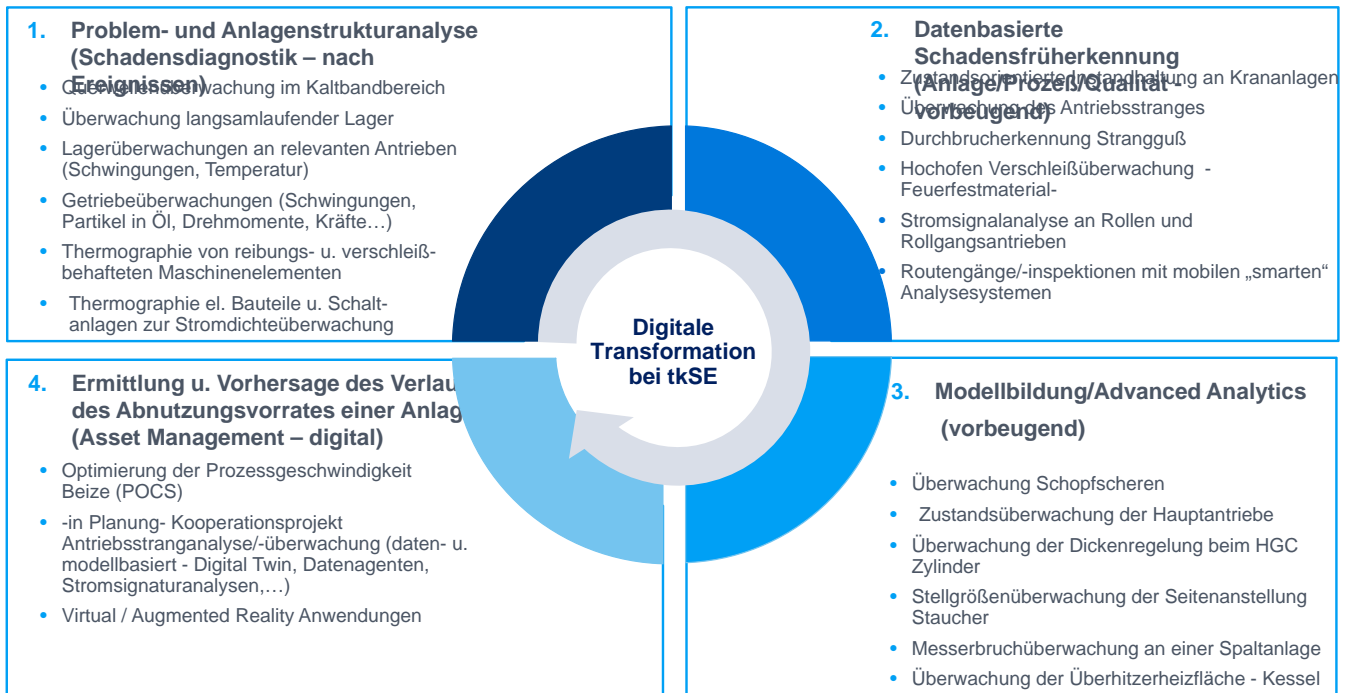 1. Problem- und Anlagenstrukturanalyse
(Schadensdiagnostik – nach
Ereignissen)
• Querwellenüberwachung im Kaltbandbereich
• Überwachung langsamlaufender Lager
• Lagerüberwachungen an relevanten Antrieben
(Schwingungen, Temperatur)
• Getriebeüberwachungen (Schwingungen,
Partikel in Öl, Drehmomente, Kräfte…)
• Thermographie von reibungs- u. verschleiß-
behafteten Maschinenelementen
• Thermographie el. Bauteile u. Schalt-
anlagen zur Stromdichteüberwachung
2. Datenbasierte
Schadensfrüherkennung
(Anlage/Prozeß/Qualität -
vorbeugend)
• Zustandsorientierte Instandhaltung an Krananlagen
• Überwachung des Antriebsstranges
• Durchbrucherkennung Strangguß
• Hochofen Verschleißüberwachung -
Feuerfestmaterial-
• Stromsignalanalyse an Rollen und
Rollgangsantrieben
• Routengänge/-inspektionen mit mobilen „smarten“
Analysesystemen
Digitale
Transformation
bei tkSE
4. Ermittlung u. Vorhersage des Verlau
des Abnutzungsvorrates einer Anlag
(Asset Management – digital)
• Optimierung der Prozessgeschwindigkeit
Beize (POCS)
• -in Planung- Kooperationsprojekt
Antriebsstranganalyse/-überwachung (daten- u.
modellbasiert - Digital Twin, Datenagenten,
Stromsignaturanalysen,…)
• Virtual / Augmented Reality Anwendungen
3. Modellbildung/Advanced Analytics
(vorbeugend)
• Überwachung Schopfscheren
• Zustandsüberwachung der Hauptantriebe
• Überwachung der Dickenregelung beim HGC
Zylinder
• Stellgrößenüberwachung der Seitenanstellung
Staucher
• Messerbruchüberwachung an einer Spaltanlage
• Überwachung der Überhitzerheizfläche - Kessel